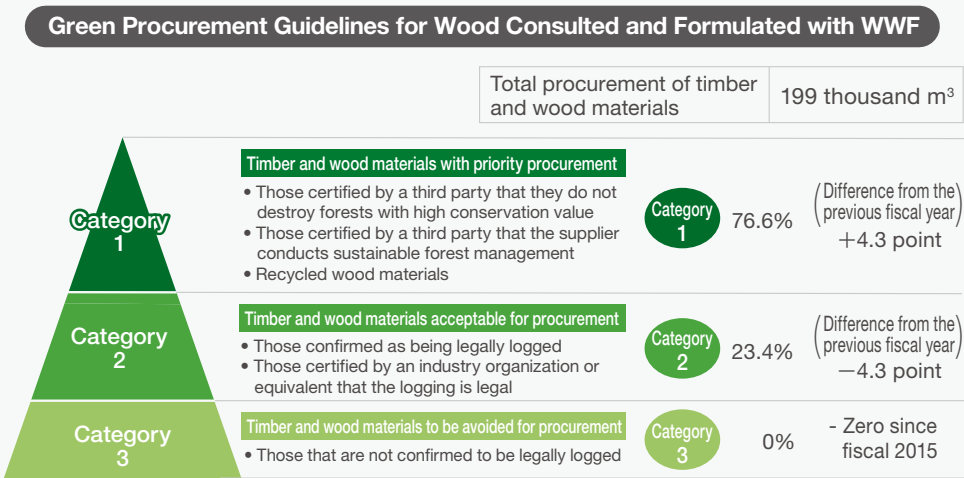 Green Procurement Guidelines for Wood Consulted and Formulated with WWF
Total procurement of timber
and wood materials
199 thousand m³
Category
1
Timber and wood materials with priority procurement
• Those certified by a third party that they do not
destroy forests with high conservation value
• Those certified by a third party that the supplier
conducts sustainable forest management
• Recycled wood materials
Category
1
76.6%
(Difference from the
previous fiscal year)
+4.3 point
Category
2
Timber and wood materials acceptable for procurement
• Those confirmed as being legally logged
• Those certified by an industry organization or
equivalent that the logging is legal
Category
2
23.4%
(Difference from the
previous fiscal year)
−4.3 point
Category
3
Timber and wood materials to be avoided for procurement
• Those that are not confirmed to be legally logged
Category
3
0%
- Zero since
fiscal 2015